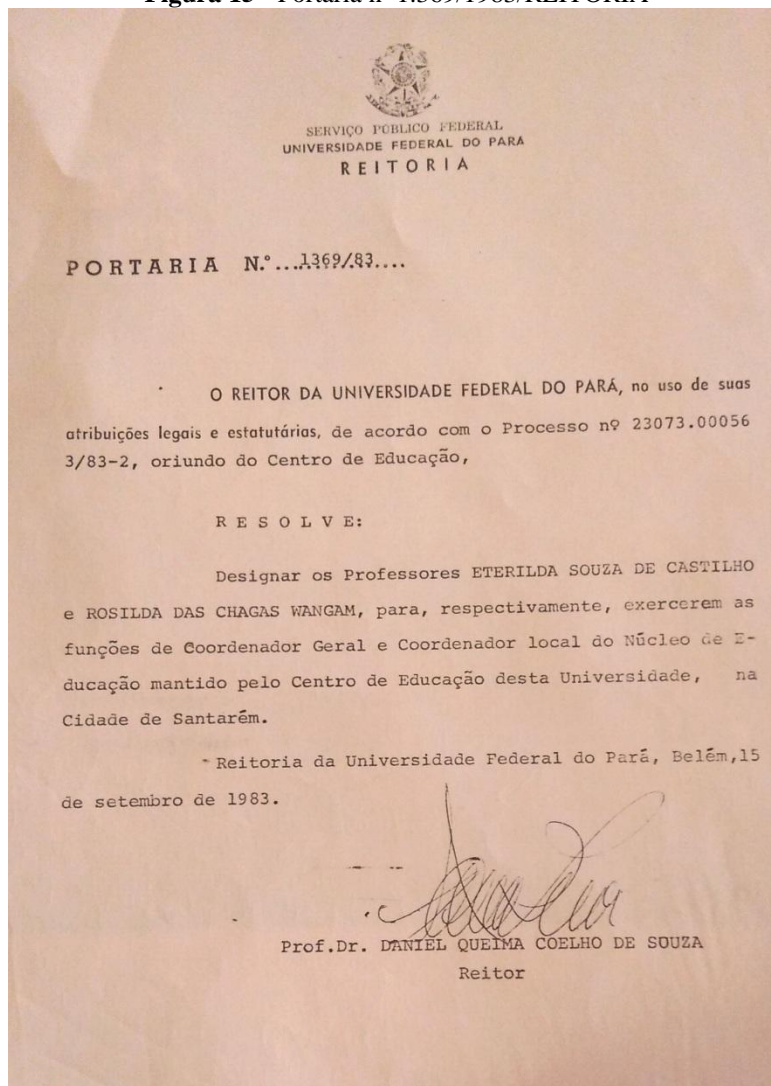 Figura 15 - Portaria nº 1.369/1983/REITORIA
SERVIÇO PÚBLICO FEDERAL
UNIVERSIDADE FEDERAL DO PARÁ
REITORIA
PORTARIA N.º ...1369/83....
O REITOR DA UNIVERSIDADE FEDERAL DO PARÁ, no uso de suas
atribuições legais e estatutárias, de acordo com o Processo nº 23073.00056
3/83-2, oriundo do Centro de Educação,
R E S O L V E:
Designar os Professores ETERILDA SOUZA DE CASTILHO
e ROSILDA DAS CHAGAS WANGAM, para, respectivamente, exercerem as
funções de Coordenador Geral e Coordenador local do Núcleo de E-
ducação mantido pelo Centro de Educação desta Universidade, na
Cidade de Santarém.
Reitoria da Universidade Federal do Pará, Belém,15
de setembro de 1983.
Prof.Dr. DANIEL QUEIMA COELHO DE SOUZA
Reitor